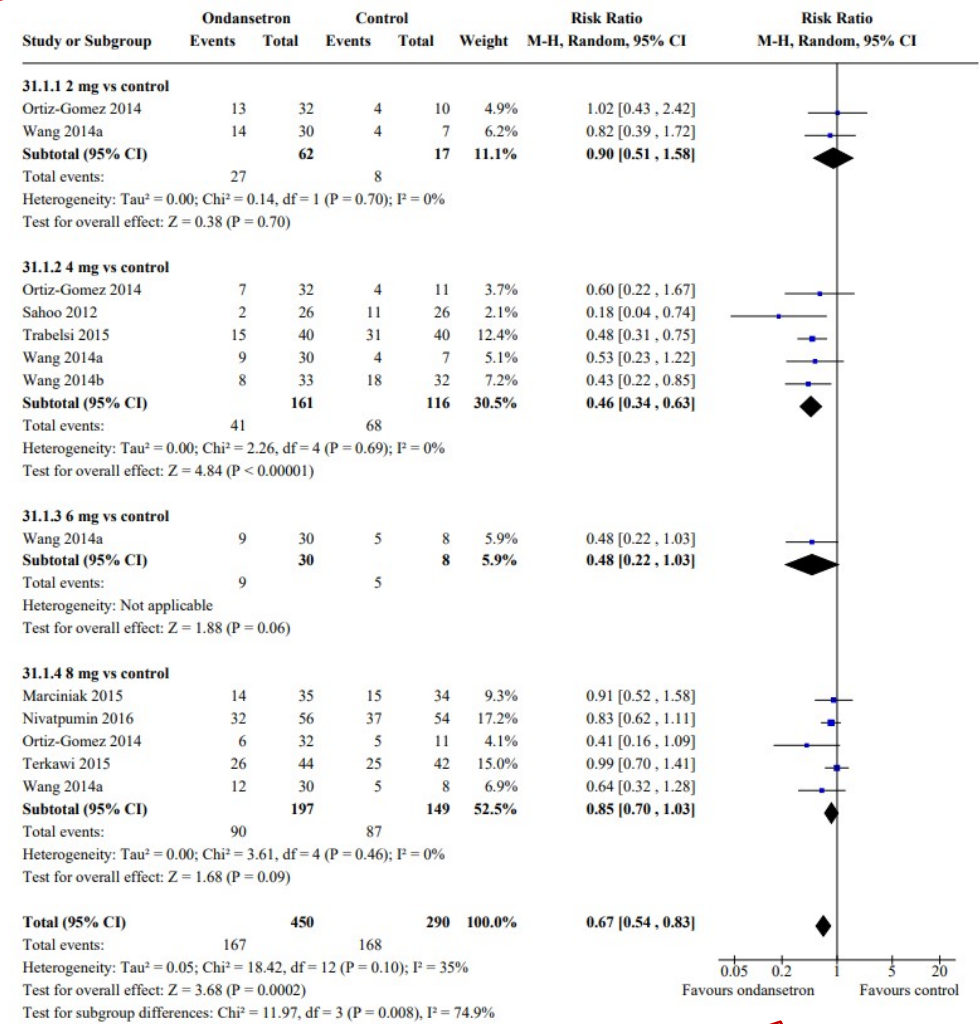 Ondansetron Control Risk Ratio Risk Ratio
Study or Subgroup Events Total Events Total Weight M-H, Random, 95% CI M-H, Random, 95% CI
31.1.1 2 mg vs control
Ortiz-Gomez 2014 13 32 4 10 4.9% 1.02 [0.43 , 2.42]
Wang 2014a 14 30 4 7 6.2% 0.82 [0.39 , 1.72]
Subtotal (95% CI) 62 17 11.1% 0.90 [0.51 , 1.58]
Total events: 27 8
Heterogeneity: Tau² = 0.00; Chi² = 0.14, df = 1 (P = 0.70); I² = 0%
Test for overall effect: Z = 0.38 (P = 0.70)
31.1.2 4 mg vs control
Ortiz-Gomez 2014 7 32 4 11 3.7% 0.60 [0.22 , 1.67]
Sahoo 2012 2 26 11 26 2.1% 0.18 [0.04 , 0.74]
Trabelsi 2015 15 40 31 40 12.4% 0.48 [0.31 , 0.75]
Wang 2014a 9 30 4 7 5.1% 0.53 [0.23 , 1.22]
Wang 2014b 8 33 18 32 7.2% 0.43 [0.22 , 0.85]
Subtotal (95% CI) 161 116 30.5% 0.46 [0.34 , 0.63]
Total events: 41 68
Heterogeneity: Tau² = 0.00; Chi² = 2.26, df = 4 (P = 0.69); I² = 0%
Test for overall effect: Z = 4.84 (P < 0.00001)
31.1.3 6 mg vs control
Wang 2014a 9 30 5 8 5.9% 0.48 [0.22 , 1.03]
Subtotal (95% CI) 30 8 5.9% 0.48 [0.22 , 1.03]
Total events: 9 5
Heterogeneity: Not applicable
Test for overall effect: Z = 1.88 (P = 0.06)
31.1.4 8 mg vs control
Marciniak 2015 14 35 15 34 9.3% 0.91 [0.52 , 1.58]
Nivatpumin 2016 32 56 37 54 17.2% 0.83 [0.62 , 1.11]
Ortiz-Gomez 2014 6 32 5 11 4.1% 0.41 [0.16 , 1.09]
Terkawi 2015 26 44 25 42 15.0% 0.99 [0.70 , 1.41]
Wang 2014a 12 30 5 8 6.9% 0.64 [0.32 , 1.28]
Subtotal (95% CI) 197 149 52.5% 0.85 [0.70 , 1.03]
Total events: 90 87
Heterogeneity: Tau² = 0.00; Chi² = 3.61, df = 4 (P = 0.46); I² = 0%
Test for overall effect: Z = 1.68 (P = 0.09)
Total (95% CI) 450 290 100.0% 0.67 [0.54 , 0.83]
Total events: 167 168
Heterogeneity: Tau² = 0.05; Chi² = 18.42, df = 12 (P = 0.10); I² = 35%
0.05 0.2 1 5 20
Test for overall effect: Z = 3.68 (P = 0.0002)
Favours ondansetron Favours control
Test for subgroup differences: Chi² = 11.97, df = 3 (P = 0.008), I² = 74.9%